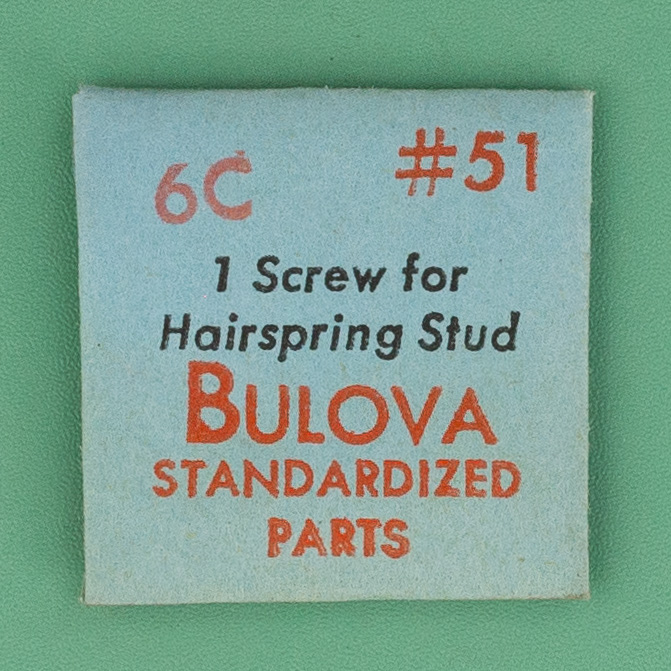 6C #51
1 Screw for
Hairspring Stud
BULOVA
STANDARDIZED
PARTS